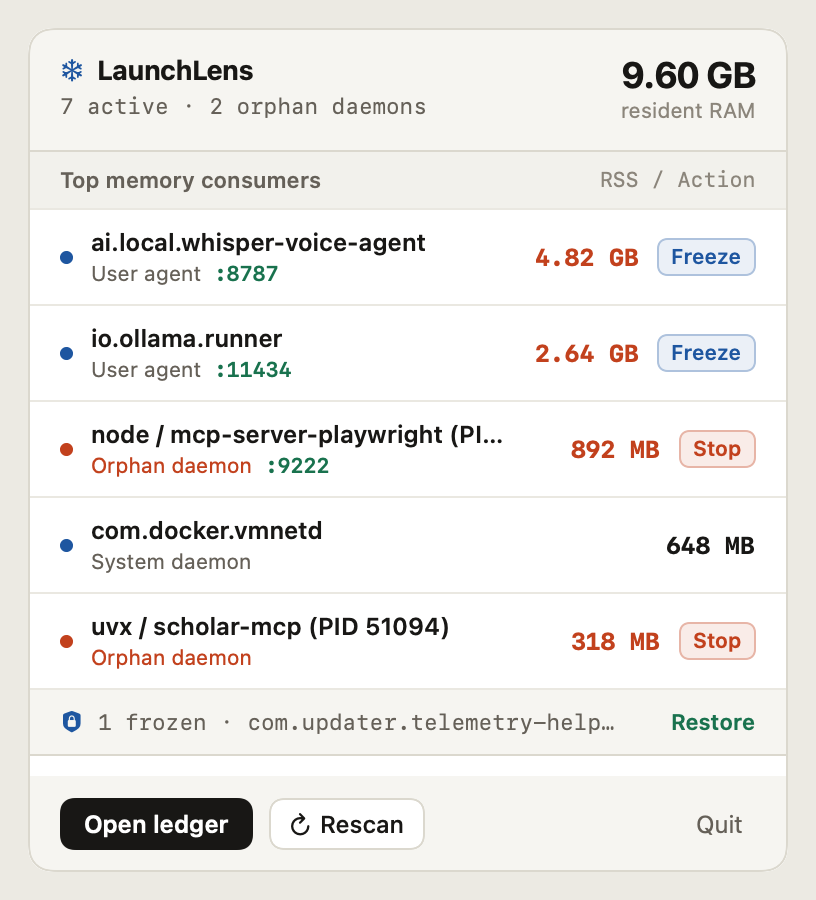 LaunchLens
9.60 GB
7 active · 2 orphan daemons
resident RAM
Top memory consumers
RSS / Action
ai.local.whisper-voice-agent
User agent :8787
4.82 GB
Freeze
io.ollama.runner
User agent :11434
2.64 GB
Freeze
node / mcp-server-playwright (PI...
Orphan daemon :9222
892 MB
Stop
com.docker.vmnetd
System daemon
648 MB
uvx / scholar-mcp (PID 51094)
Orphan daemon
318 MB
Stop
1 frozen · com.updater.telemetry-help…
Restore
Open ledger
Rescan
Quit